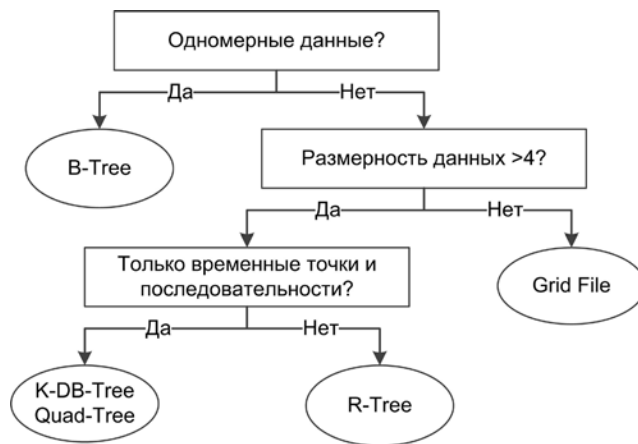 Одномерные данные?
Да
Нет
B-Tree
Размерность данных >4?
Да
Нет
Только временные точки и
последовательности?
Grid File
Да
Нет
K-DB-Tree
Quad-Tree
R-Tree